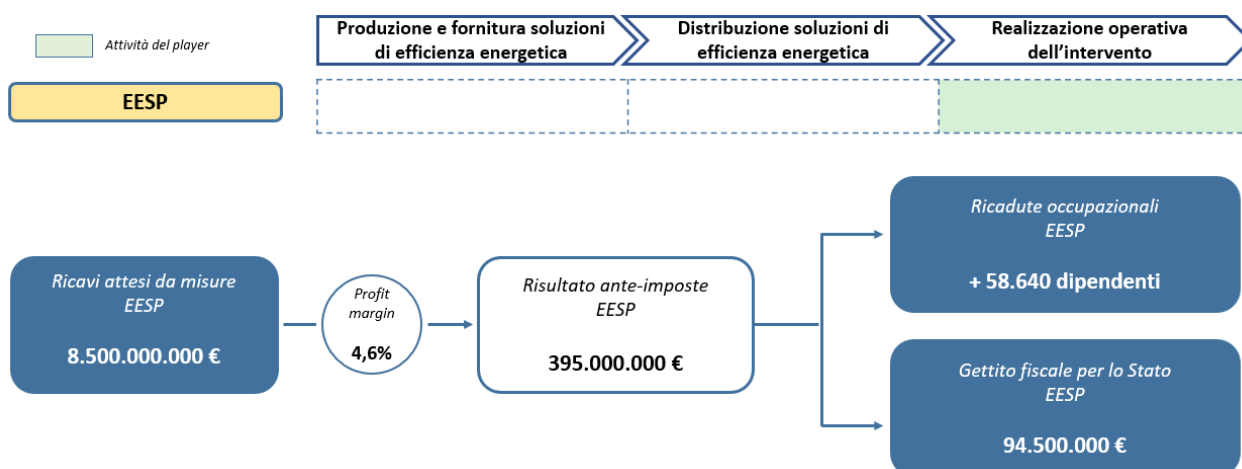 Attività del player
Produzione e fornitura soluzioni
di efficienza energetica
Distribuzione soluzioni di
efficienza energetica
Realizzazione operativa
dell’intervento
EESP
Ricavi attesi da misure
EESP
8.500.000.000 €
Profit
margin
4,6%
Risultato ante-imposte
EESP
395.000.000 €
Ricadute occupazionali
EESP
+ 58.640 dipendenti
Gettito fiscale per lo Stato
EESP
94.500.000 €